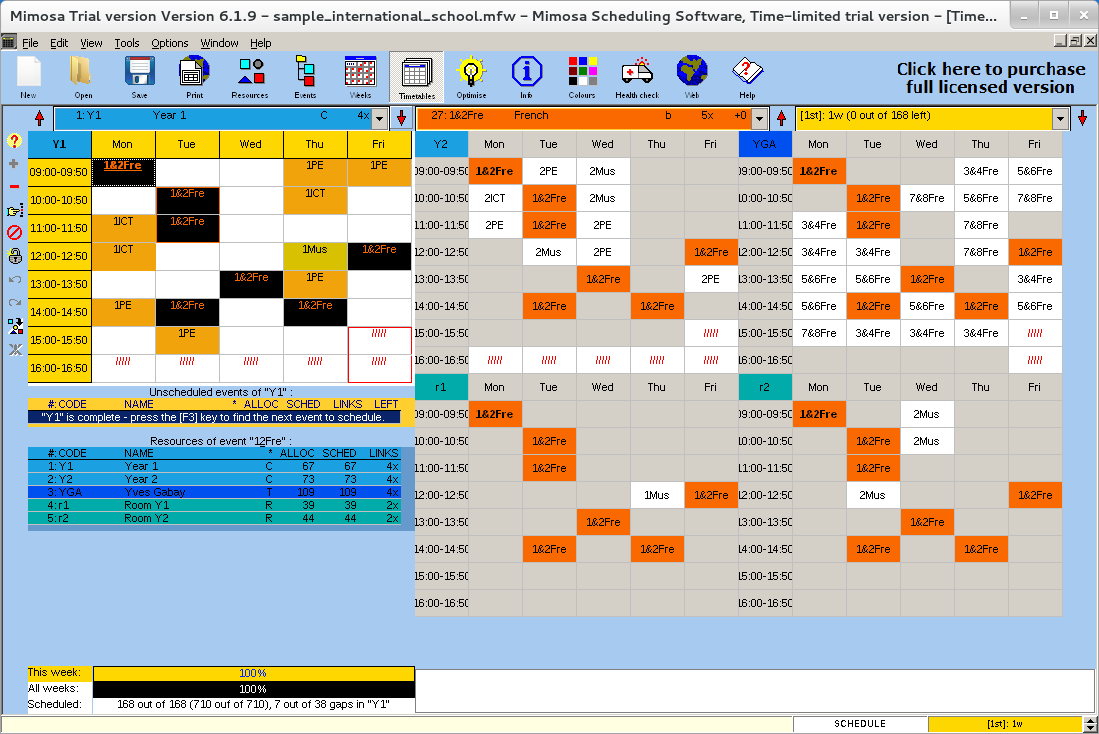 Mimosa Trial version Version 6.1.9 – sample_international_school.mfw – Mimosa Scheduling Software, Time-limited trial version – [Time...
File Edit View Tools Options Window Help
New Open Save Print Resources Events Weeks Timetables Optimise Info Colours Health check Web Help
Click here to purchase
full licensed version
1: Y1 Year 1 C 4x
27: 1&2Fre French b 5x +0
[1st]: 1w (0 out of 168 left)
Y1 Mon Tue Wed Thu Fri
09:00-09:50 1&2Fre 1PE 1PE
10:00-10:50 1&2Fre 1ICT
11:00-11:50 1ICT 1&2Fre
12:00-12:50 1ICT 1Mus 1&2Fre
13:00-13:50 1&2Fre 1PE
14:00-14:50 1PE 1&2Fre 1&2Fre
15:00-15:50 1PE /////
16:00-16:50 ///// ///// ///// ///// /////
Unscheduled events of "Y1" :
#: CODE NAME * ALLOC SCHED LINKS LEFT
"Y1" is complete - press the [F3] key to find the next event to schedule.
Resources of event "12Fre" :
#: CODE NAME * ALLOC SCHED LINKS
1: Y1 Year 1 C 67 67 4x
2: Y2 Year 2 C 73 73 4x
3: YGA Yves Gabay T 109 109 4x
4: r1 Room Y1 R 39 39 2x
5: r2 Room Y2 R 44 44 2x
Y2 Mon Tue Wed Thu Fri
09:00-09:50 1&2Fre 2PE 2Mus
10:00-10:50 2ICT 1&2Fre 2Mus
11:00-11:50 2PE 1&2Fre 2PE
12:00-12:50 2Mus 2PE 1&2Fre
13:00-13:50 1&2Fre 2PE
14:00-14:50 1&2Fre 1&2Fre
15:00-15:50 /////
16:00-16:50 ///// ///// ///// ///// /////
YGA Mon Tue Wed Thu Fri
09:00-09:50 1&2Fre 3&4Fre 5&6Fre
10:00-10:50 1&2Fre 7&8Fre 5&6Fre 7&8Fre
11:00-11:50 3&4Fre 1&2Fre 7&8Fre
12:00-12:50 3&4Fre 3&4Fre 7&8Fre 1&2Fre
13:00-13:50 5&6Fre 5&6Fre 1&2Fre 3&4Fre
14:00-14:50 5&6Fre 1&2Fre 5&6Fre 1&2Fre 5&6Fre
15:00-15:50 7&8Fre 3&4Fre 3&4Fre 3&4Fre /////
16:00-16:50 /////
r1 Mon Tue Wed Thu Fri
09:00-09:50 1&2Fre
10:00-10:50 1&2Fre
11:00-11:50 1&2Fre
12:00-12:50 1Mus 1&2Fre
13:00-13:50 1&2Fre
14:00-14:50 1&2Fre 1&2Fre
15:00-15:50
16:00-16:50
r2 Mon Tue Wed Thu Fri
09:00-09:50 1&2Fre 2Mus
10:00-10:50 1&2Fre 2Mus
11:00-11:50 1&2Fre
12:00-12:50 2Mus 1&2Fre
13:00-13:50 1&2Fre
14:00-14:50 1&2Fre 1&2Fre
15:00-15:50
16:00-16:50
This week: 100%
All weeks: 100%
Scheduled: 168 out of 168 (710 ouf of 710), 7 out of 38 gaps in "Y1"
SCHEDULE
[1st]: 1w